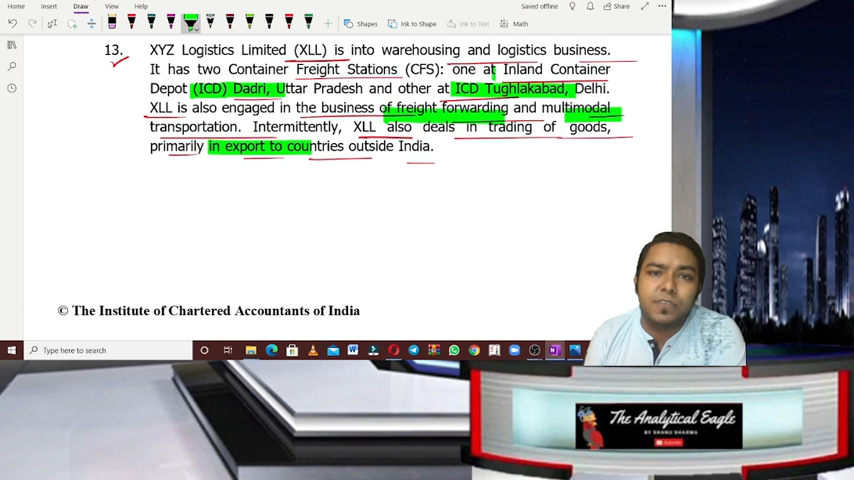 Home Insert Draw View Help
Saved offline
Share
Shapes
Ink to Shape
Ink to Text
Math
13. XYZ Logistics Limited (XLL) is into warehousing and logistics business.
It has two Container Freight Stations (CFS): one at Inland Container
Depot (ICD) Dadri, Uttar Pradesh and other at ICD Tughlakabad, Delhi.
XLL is also engaged in the business of freight forwarding and multimodal
transportation. Intermittently, XLL also deals in trading of goods,
primarily in export to countries outside India.
© The Institute of Chartered Accountants of India
Type here to search
The Analytical Eagle
BY SHANU SHARMA
Subscribe